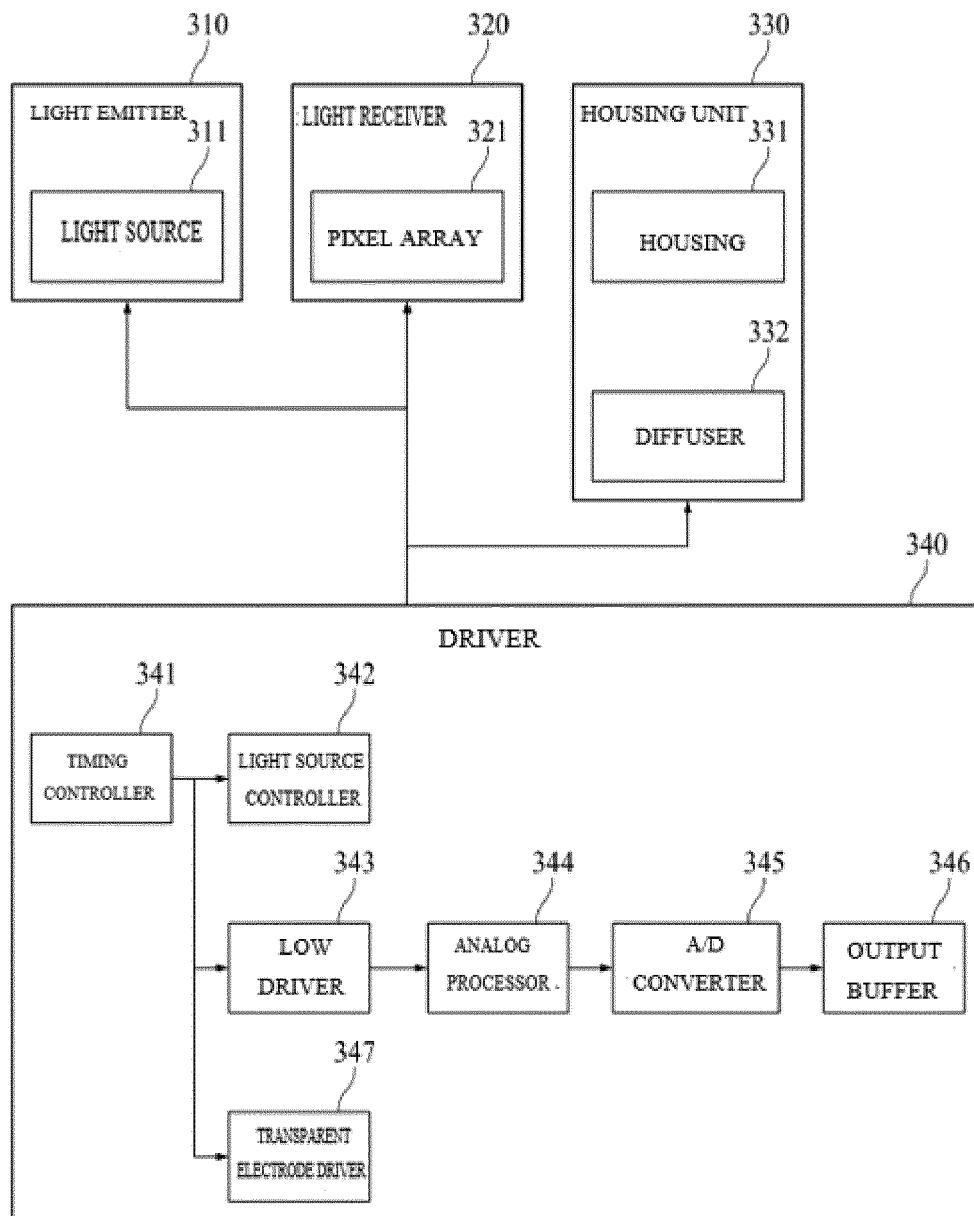 310
320
330
LIGHT EMITTER
LIGHT RECEIVER
HOUSING UNIT
311
321
331
LIGHT SOURCE
PIXEL ARRAY
HOUSING
332
DIFFUSER
340
DRIVER
341
342
TIMING
CONTROLLER
LIGHT SOURCE
CONTROLLER
343
344
345
346
LOW
DRIVER
ANALOG
PROCESSOR
A/D
CONVERTER
OUTPUT
BUFFER
347
TRANSPARENT
ELECTRODE DRIVER